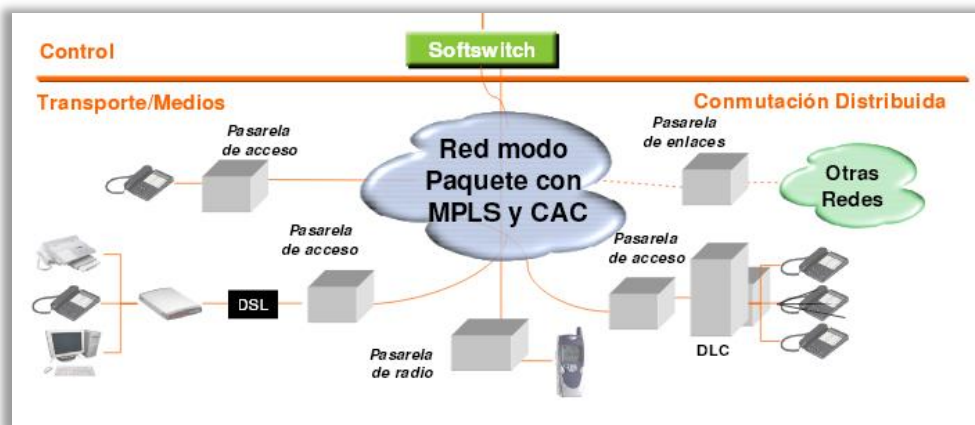 Softswitch
Control
Transporte/Medios
Conmutación Distribuida
Pasarela
de acceso
Red modo
Paquete con
MPLS y CAC
Pasarela
de enlaces
Otras
Redes
Pasarela
de acceso
Pasarela
de acceso
DSL
DLC
Pasarela
de radio